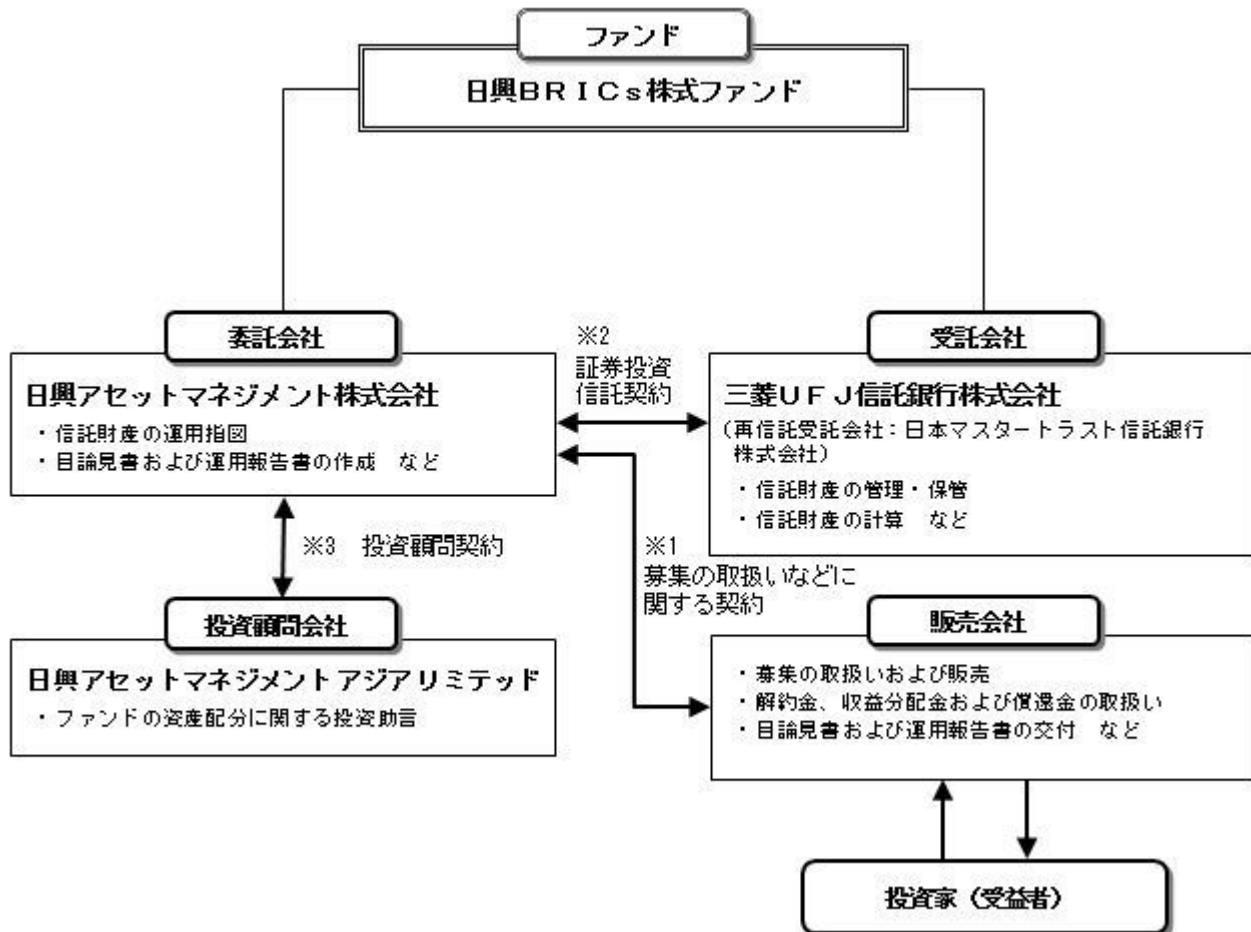 ファンド
日興BRICs株式ファンド
委託会社
日興アセットマネジメント株式会社
・信託財産の運用指図
・目論見書および運用報告書の作成 など
※2
証券投資
信託契約
受託会社
三菱UFJ信託銀行株式会社
(再信託受託会社:日本マスタートラスト信託銀行
株式会社)
・信託財産の管理・保管
・信託財産の計算 など
※3 投資顧問契約
※1
募集の取扱いなどに
関する契約
投資顧問会社
日興アセットマネジメント アジア リミテッド
・ファンドの資産配分に関する投資助言
販売会社
・募集の取扱いおよび販売
・解約金、収益分配金および償還金の取扱い
・目論見書および運用報告書の交付 など
投資家(受益者)